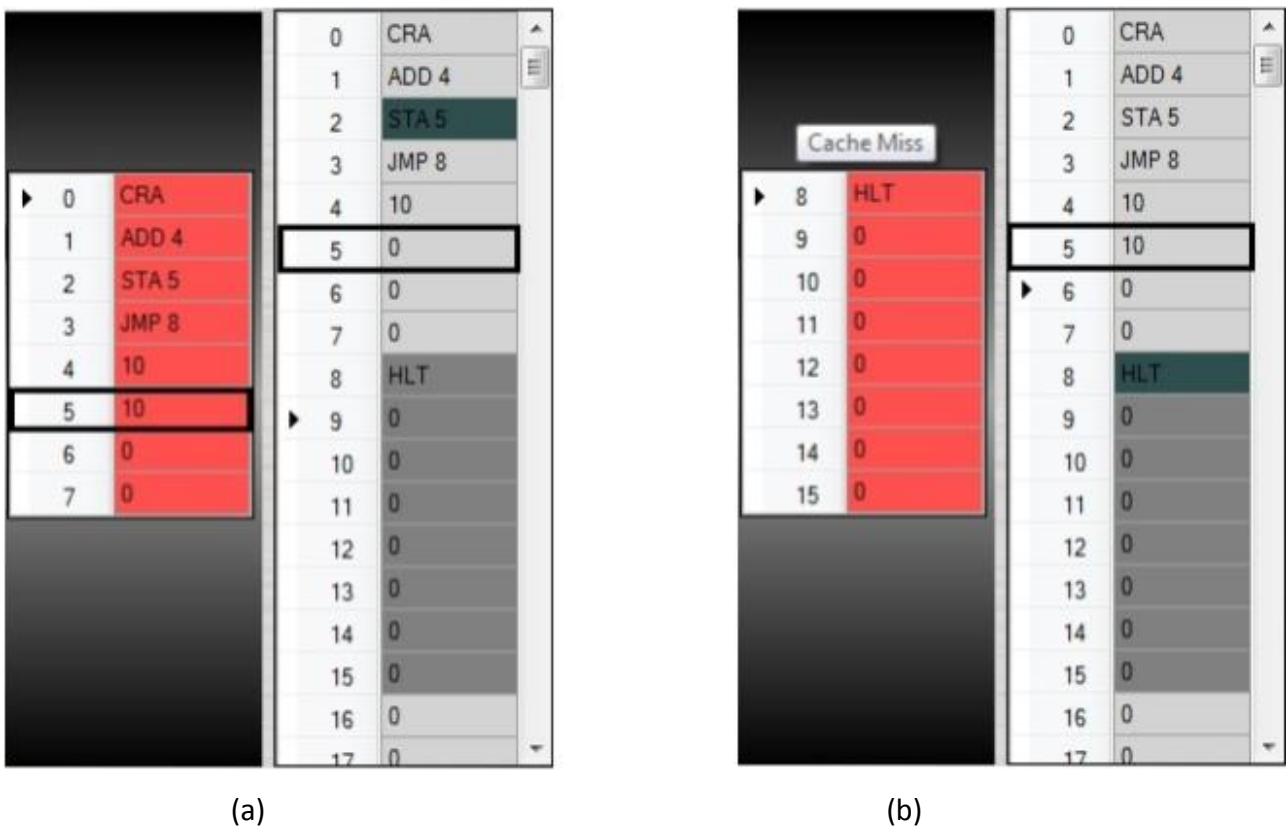 0 CRA
1 ADD 4
2 STA 5
3 JMP 8
4 10
5 10
6 0
7 0
0 CRA
1 ADD 4
2 STA 5
3 JMP 8
4 10
5 0
6 0
7 0
8 HLT
9 0
10 0
11 0
12 0
13 0
14 0
15 0
16 0
17 0
(a)
Cache Miss
8 HLT
9 0
10 0
11 0
12 0
13 0
14 0
15 0
0 CRA
1 ADD 4
2 STA 5
3 JMP 8
4 10
5 10
6 0
7 0
8 HLT
9 0
10 0
11 0
12 0
13 0
14 0
15 0
16 0
17 0
(b)